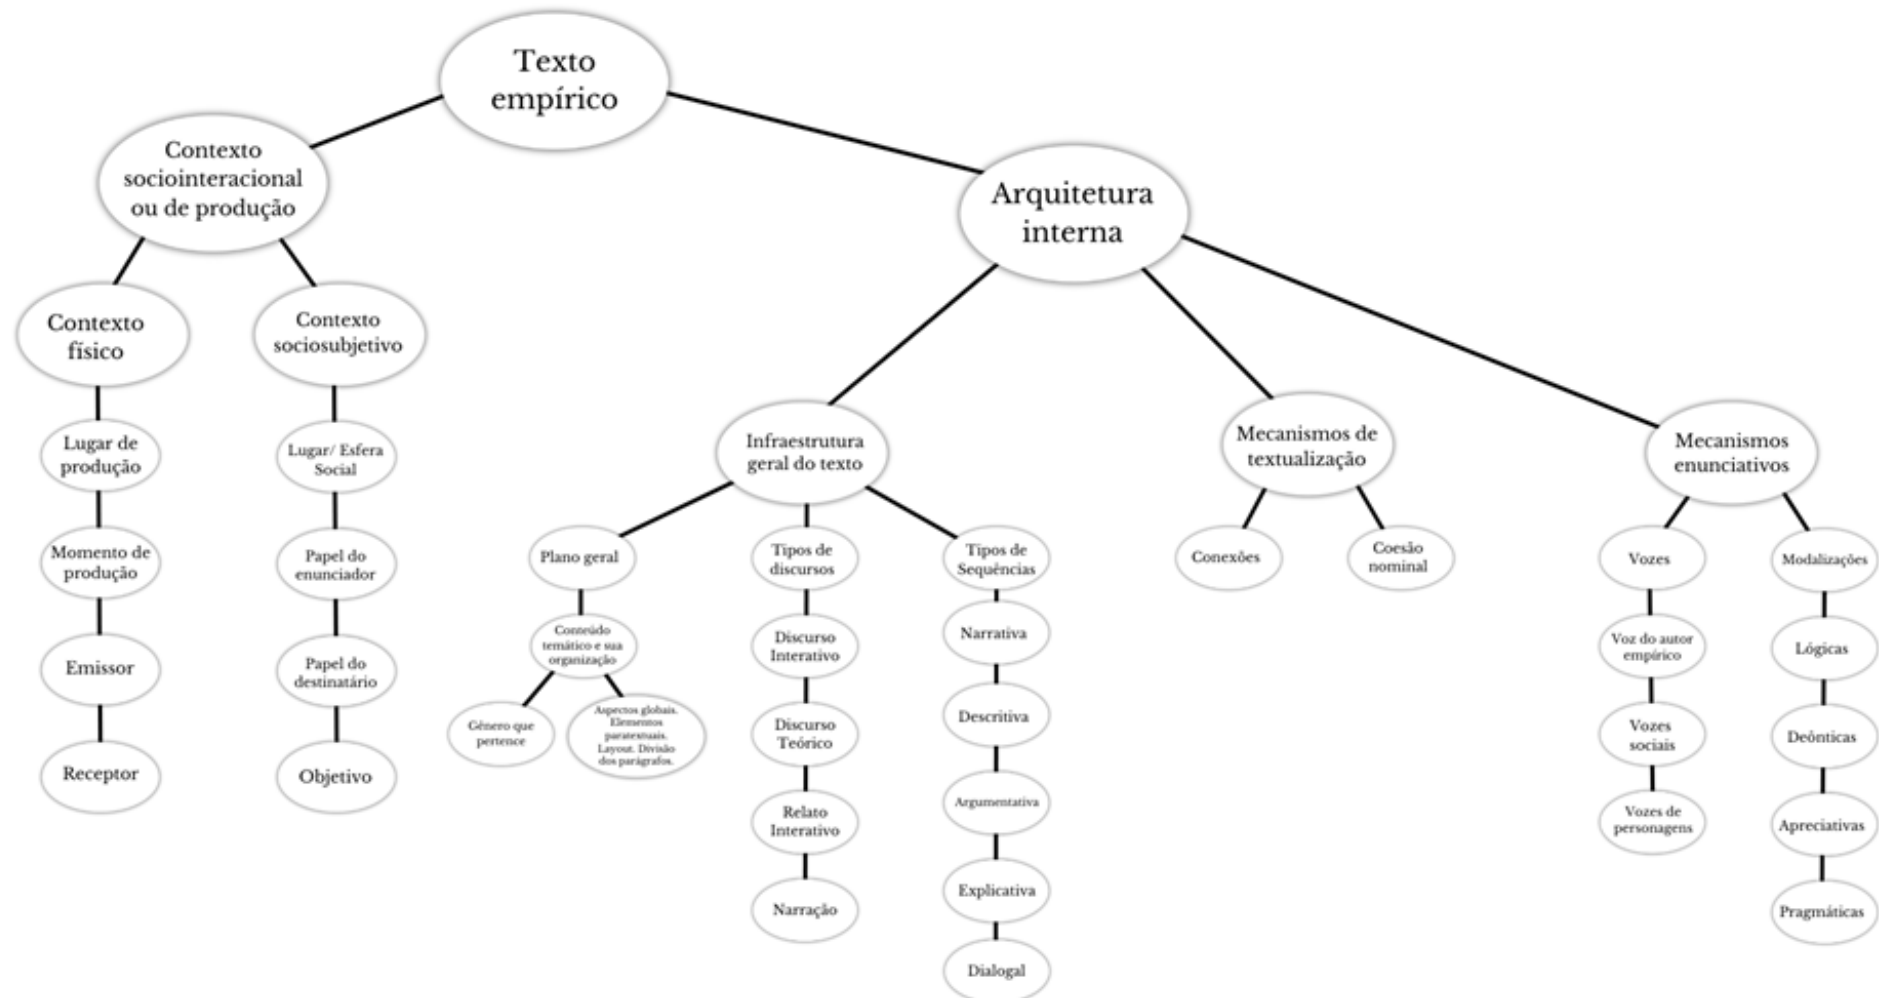 Texto
empírico
Contexto
sociointeracional
ou de produção
Arquitetura
interna
Contexto
físico
Contexto
sociosubjetivo
Lugar de
produção
Momento de
produção
Emissor
Receptor
Lugar/ Esfera
Social
Papel do
enunciador
Papel do
destinatário
Objetivo
Infraestrutura
geral do texto
Plano geral
Conteúdo
temático e sua
organização
Gênero que
pertence
Aspectos globais.
Elementos
paratextuais.
Layout. Divisão
dos parágrafos.
Tipos de
discursos
Discurso
Interativo
Discurso
Teórico
Relato
Interativo
Narração
Tipos de
Sequências
Narrativa
Descritiva
Argumentativa
Explicativa
Dialogal
Mecanismos de
textualização
Conexões
Coesão
nominal
Mecanismos
enunciativos
Vozes
Voz do autor
empírico
Vozes
sociais
Vozes de
personagens
Modalizações
Lógicas
Deônticas
Apreciativas
Pragmáticas